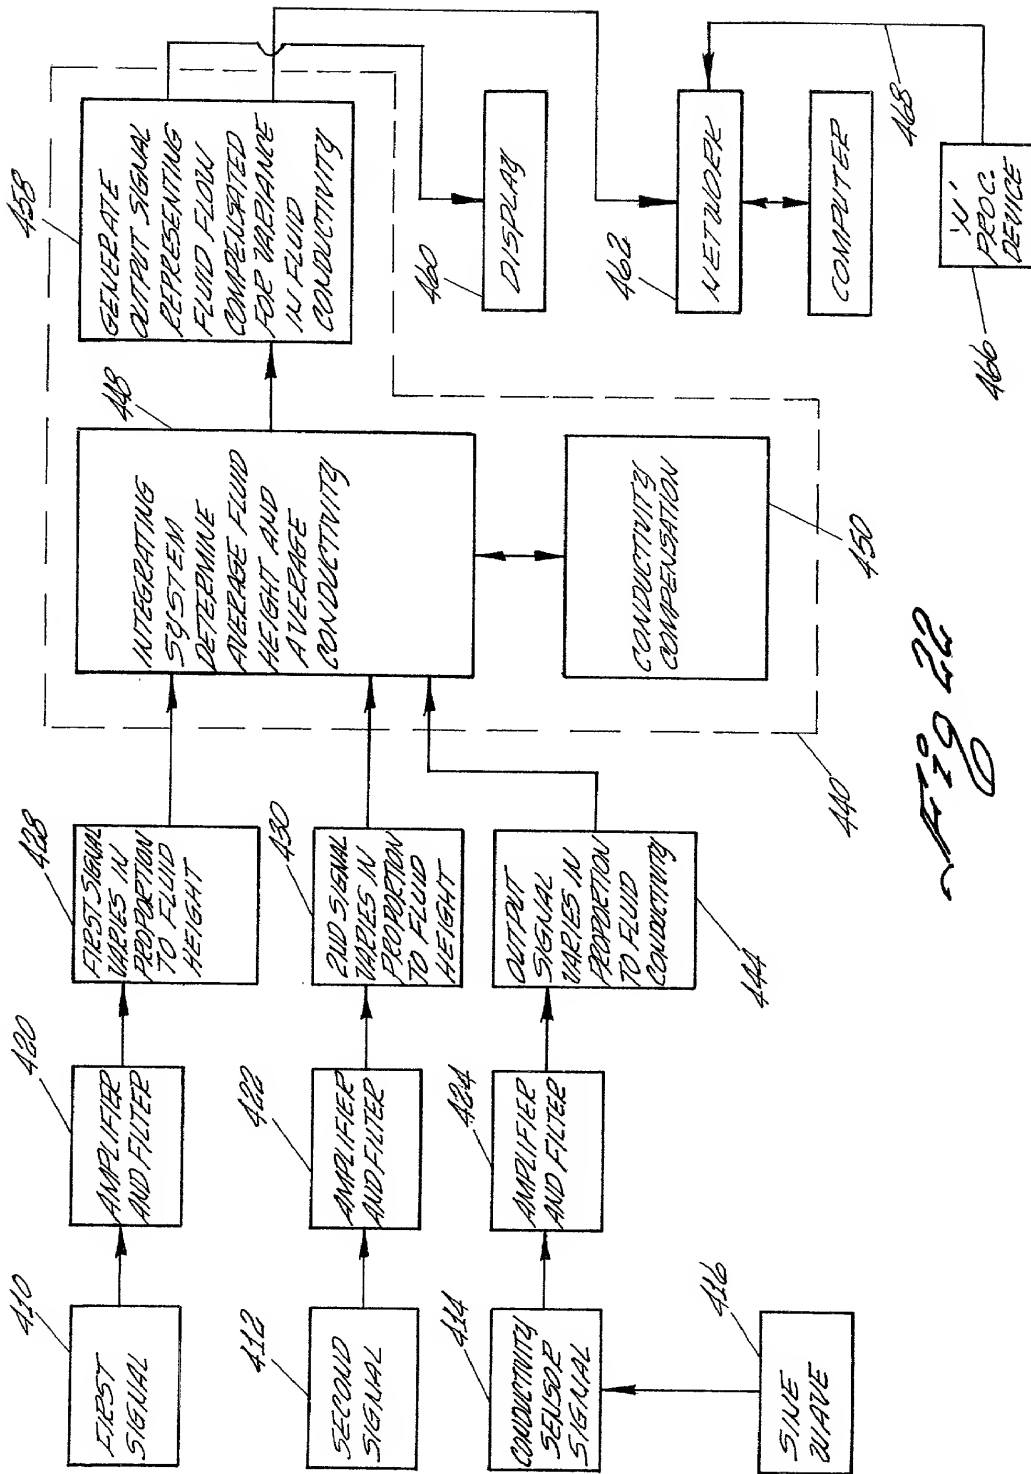 410
FIRST
SIGNAL
420
AMPLIFIER
AND FILTER
428
FIRST SIGNAL
VARIES IN
PROPORTION
TO FLUID
HEIGHT
412
SECOND
SIGNAL
422
AMPLIFIER
AND FILTER
430
2ND SIGNAL
VARIES IN
PROPORTION
TO FLUID
HEIGHT
414
CONDUCTIVITY
SENSOR
SIGNAL
424
AMPLIFIER
AND FILTER
OUTPUT
SIGNAL
VARIES IN
PROPORTION
TO FLUID
CONDUCTIVITY
444
416
SINE
WAVE
448
INTEGRATING
SYSTEM
DETERMINE
AVERAGE FLUID
HEIGHT AND
AVERAGE
CONDUCTIVITY
CONDUCTIVITY
COMPENSATION
450
440
458
GENERATE
OUTPUT SIGNAL
REPRESENTING
FLUID FLOW
COMPENSATED
FOR VARIANCE
IN FLUID
CONDUCTIVITY
460
DISPLAY
462
NETWORK
COMPUTER
468
'N'
PROC.
DEVICE
466
Fig 22